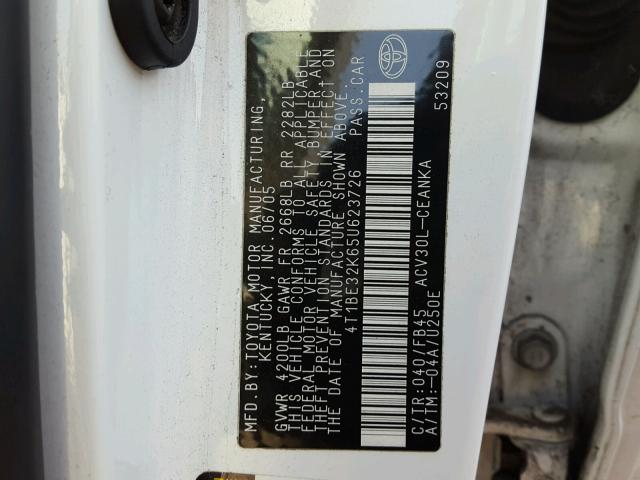 MFD.BY:TOYOTA MOTOR MANUFACTURING,
KENTUCKY, INC. 06/05
GVWR 4200LB GAWR FR 2668LB RR 2282LB
THIS VEHICLE CONFORMS TO ALL APPLICABLE
FEDERAL MOTOR VEHICLE SAFETY BUMPER,AND
THEFT PREVENTION STANDARDS IN EFFECT ON
THE DATE OF MANUFACTURE SHOWN ABOVE.
4T1BE32K65U623726 PASS.CAR
C/TR:040/FB45 ACV30L-CEANKA
A/TM:-04A/U250E 53209